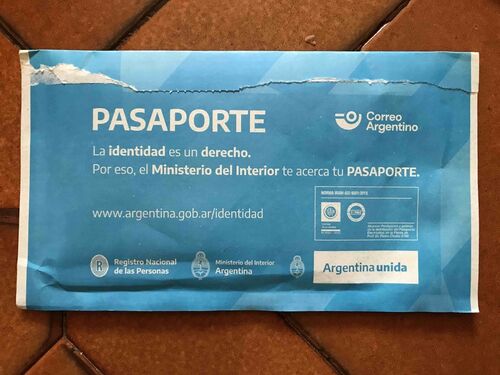 PASAPORTE
Correo
Argentino
La identidad es un derecho.
Por eso, el Ministerio del Interior te acerca tu PASAPORTE.
www.argentina.gob.ar/identidad
R
Registro Nacional
de las Personas
Ministerio del Interior
Argentina
Argentina unida